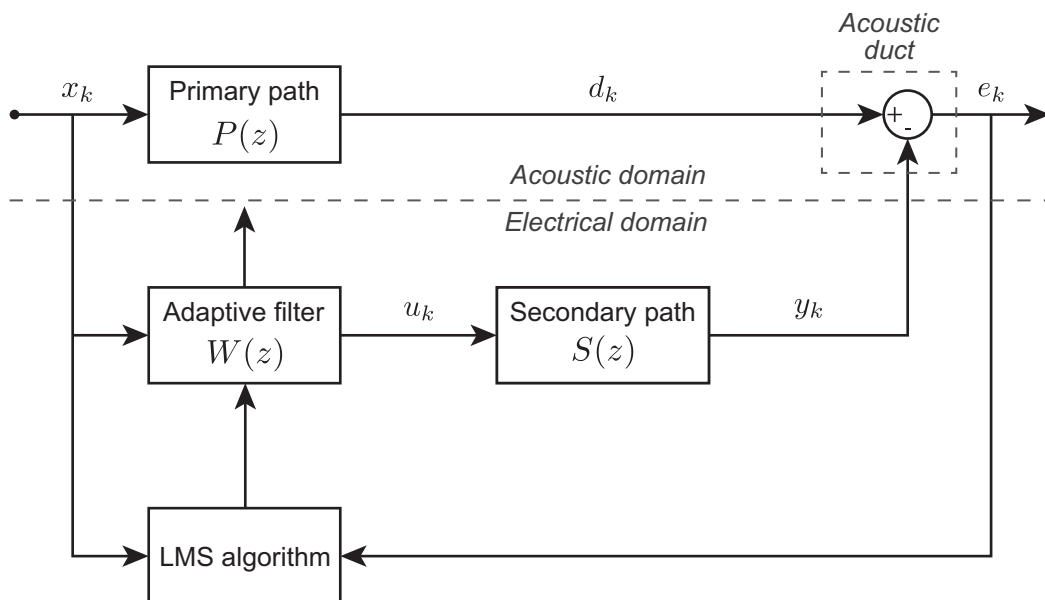 Acoustic
duct
x_k
Primary path
P(z)
d_k
+
-
e_k
Acoustic domain
Electrical domain
Adaptive filter
W(z)
u_k
Secondary path
S(z)
y_k
LMS algorithm